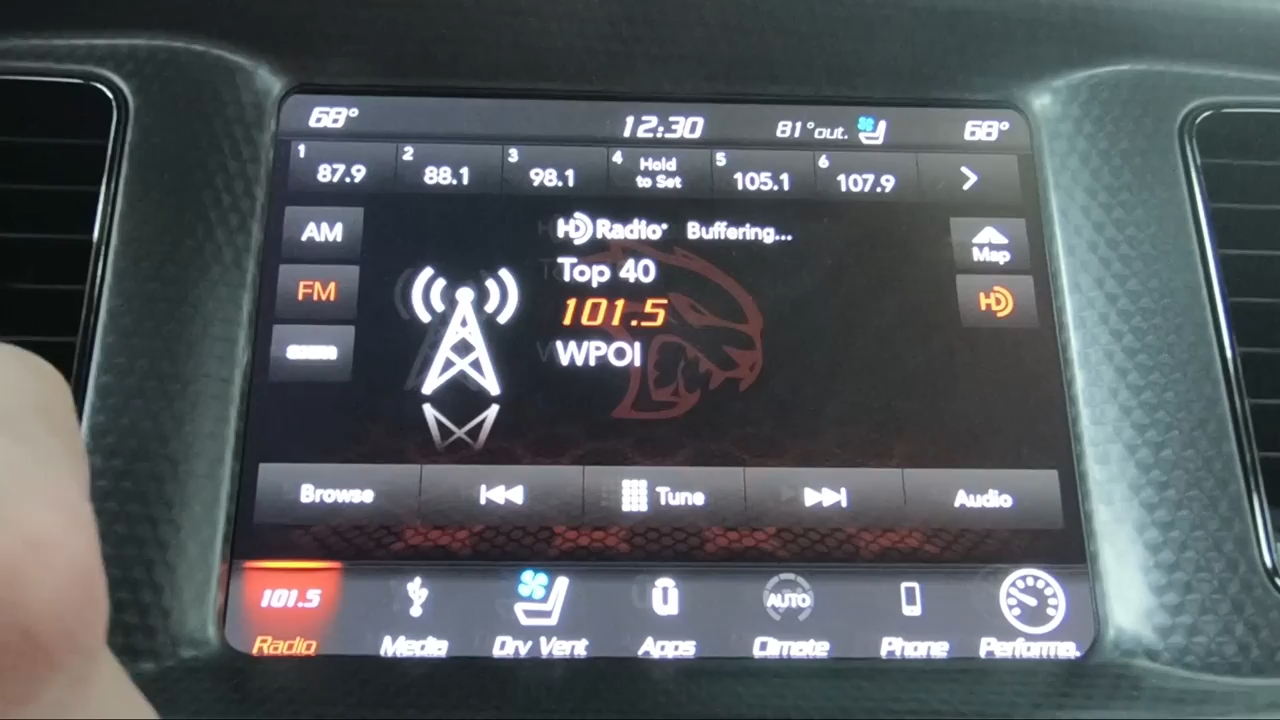 68° 12:30 81°out. 68°
1 87.9 2 88.1 3 98.1 4 Hold to Set 5 105.1 6 107.9
AM HD Radio Buffering... Map
Top 40
FM 101.5 HD
WPOI
Browse Tune Audio
101.5 AUTO
Radio Media Drv Vent Apps Climate Phone Performa.